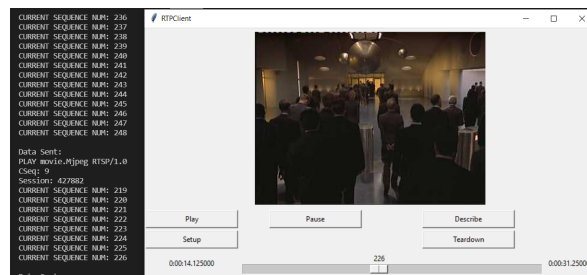 CURRENT SEQUENCE NUM: 236
CURRENT SEQUENCE NUM: 237
CURRENT SEQUENCE NUM: 238
CURRENT SEQUENCE NUM: 239
CURRENT SEQUENCE NUM: 240
CURRENT SEQUENCE NUM: 241
CURRENT SEQUENCE NUM: 242
CURRENT SEQUENCE NUM: 243
CURRENT SEQUENCE NUM: 244
CURRENT SEQUENCE NUM: 245
CURRENT SEQUENCE NUM: 246
CURRENT SEQUENCE NUM: 247
CURRENT SEQUENCE NUM: 248
Data Sent:
PLAY movie.Mjpeg RTSP/1.0
CSeq: 9
Session: 427882
CURRENT SEQUENCE NUM: 219
CURRENT SEQUENCE NUM: 220
CURRENT SEQUENCE NUM: 221
CURRENT SEQUENCE NUM: 222
CURRENT SEQUENCE NUM: 223
CURRENT SEQUENCE NUM: 224
CURRENT SEQUENCE NUM: 225
CURRENT SEQUENCE NUM: 226
RTPClient
Play Pause Describe
Setup Teardown
226
0:00:14.125000 0:00:31.2500